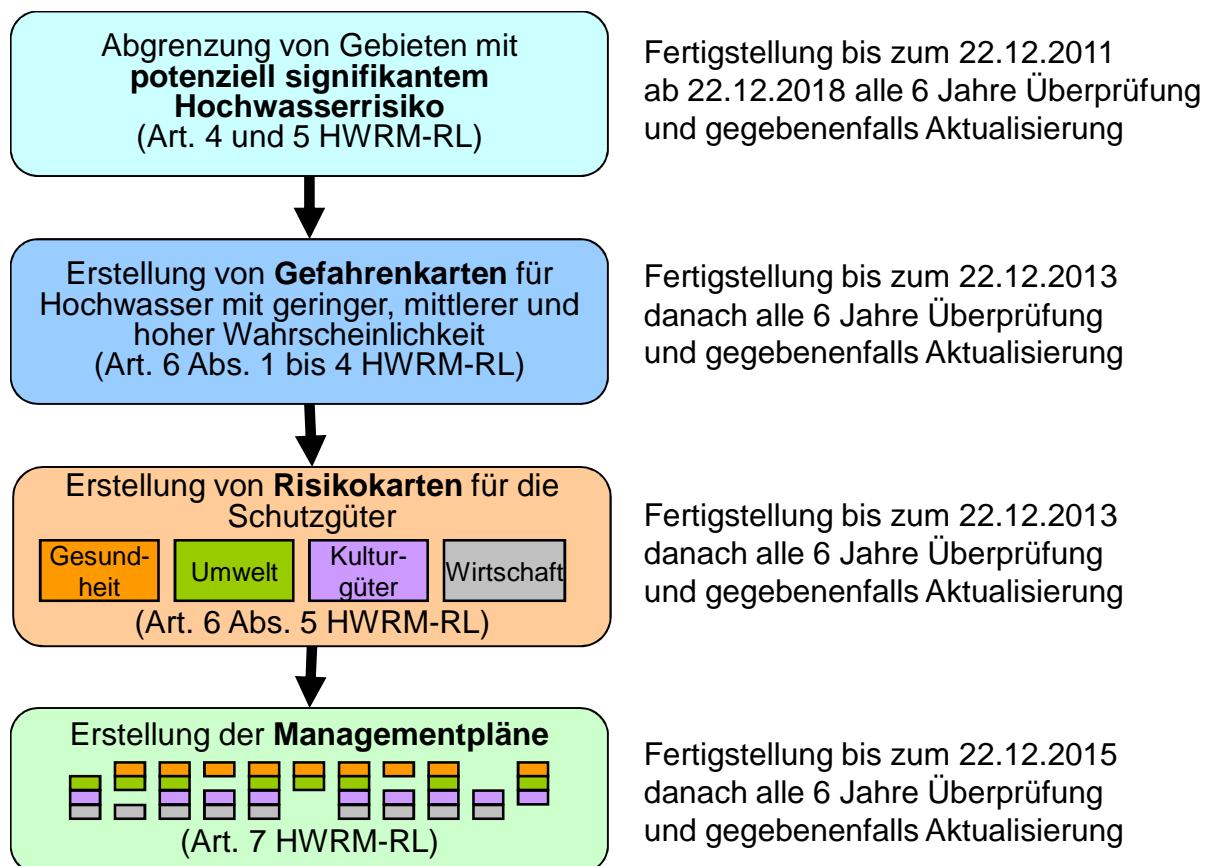 Abgrenzung von Gebieten mit
potenziell signifikantem
Hochwasserrisiko
(Art. 4 und 5 HWRM-RL)
Fertigstellung bis zum 22.12.2011
ab 22.12.2018 alle 6 Jahre Überprüfung
und gegebenenfalls Aktualisierung
Erstellung von Gefahrenkarten für
Hochwasser mit geringer, mittlerer und
hoher Wahrscheinlichkeit
(Art. 6 Abs. 1 bis 4 HWRM-RL)
Fertigstellung bis zum 22.12.2013
danach alle 6 Jahre Überprüfung
und gegebenenfalls Aktualisierung
Erstellung von Risikokarten für die
Schutzgüter
Gesund-
heit
Umwelt
Kultur-
güter
Wirtschaft
(Art. 6 Abs. 5 HWRM-RL)
Fertigstellung bis zum 22.12.2013
danach alle 6 Jahre Überprüfung
und gegebenenfalls Aktualisierung
Erstellung der Managementpläne
(Art. 7 HWRM-RL)
Fertigstellung bis zum 22.12.2015
danach alle 6 Jahre Überprüfung
und gegebenenfalls Aktualisierung